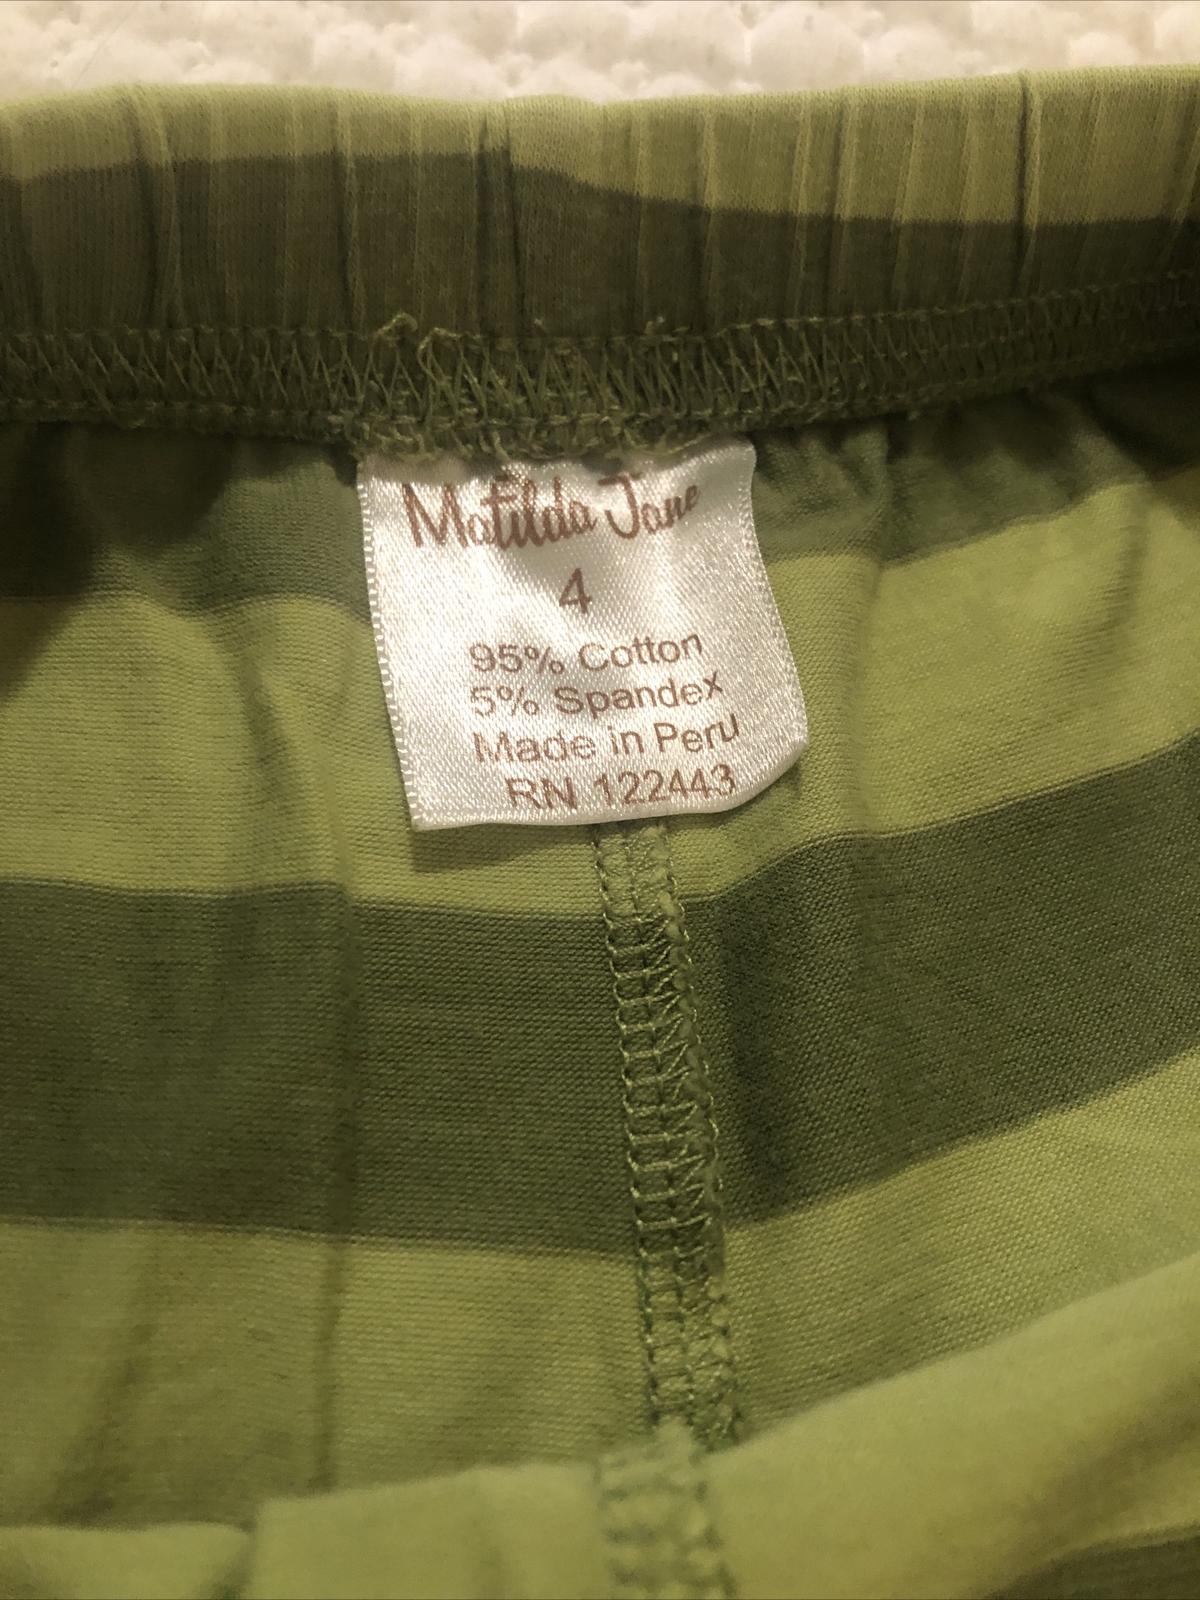 Matilda Jane
4
95% Cotton
5% Spandex
Made in Peru
RN 122443